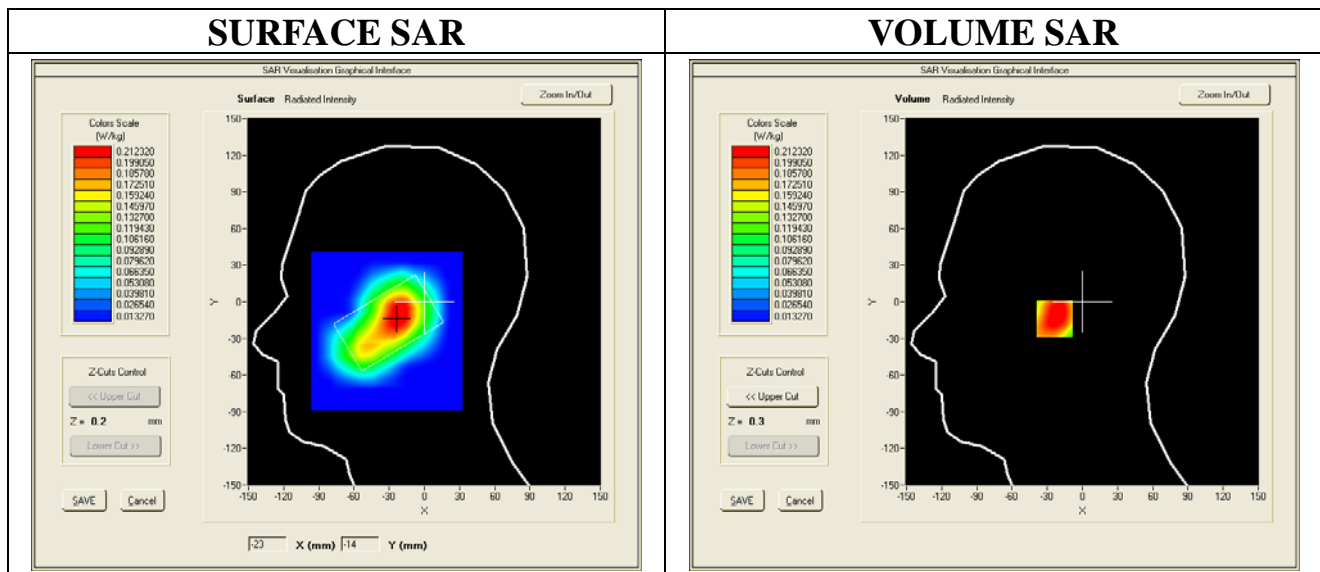 SURFACE SAR
SAR Visualisation Graphical Interface
Surface Radiated Intensity
Zoom In/Out
Colors Scale
(W/kg)
0.212320
0.199050
0.185780
0.172510
0.159240
0.145970
0.132700
0.119430
0.106160
0.092890
0.079620
0.066350
0.053080
0.039810
0.026540
0.013270
150
120
90
60
30
0
-30
-60
-90
-120
-150
Y
-150 -120 -90 -60 -30 0 30 60 90 120 150
X
Z-Cuts Control
<< Upper Cut
Z = 0.2 mm
Lower Cut >>
SAVE Cancel
-23 X (mm) -14 Y (mm)
VOLUME SAR
SAR Visualisation Graphical Interface
Volume Radiated Intensity
Zoom In/Out
Colors Scale
(W/kg)
0.212320
0.199050
0.185780
0.172510
0.159240
0.145970
0.132700
0.119430
0.106160
0.092890
0.079620
0.066350
0.053080
0.039810
0.026540
0.013270
150
120
90
60
30
0
-30
-60
-90
-120
-150
Y
-150 -120 -90 -60 -30 0 30 60 90 120 150
X
Z-Cuts Control
<< Upper Cut
Z = 0.3 mm
Lower Cut >>
SAVE Cancel